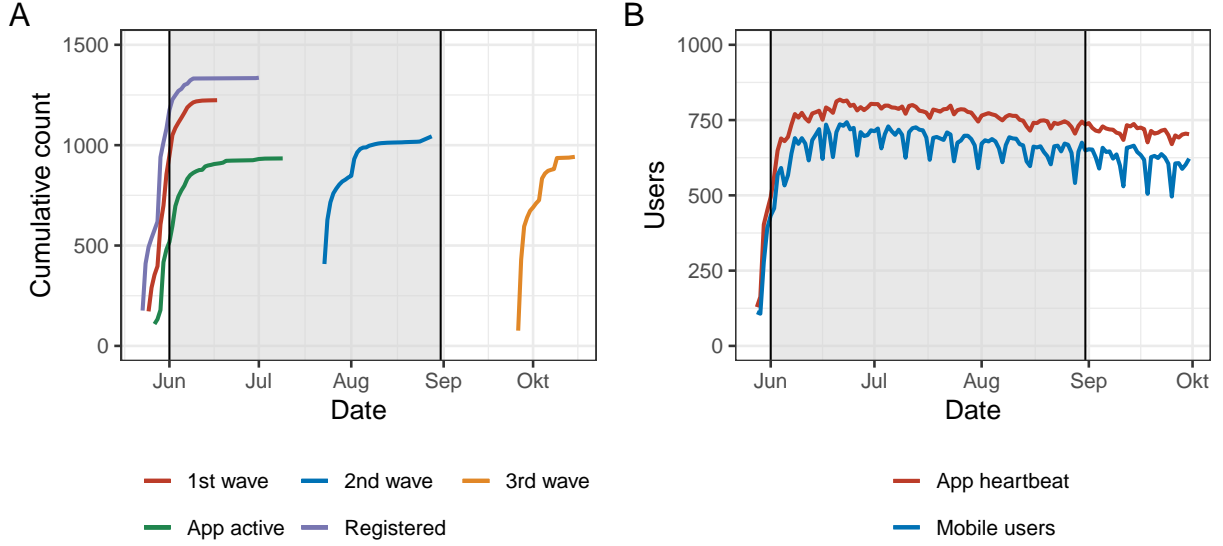 A
1500
1000
500
0
Cumulative count
Jun Jul Aug Sep Okt
Date
1st wave 2nd wave 3rd wave
App active Registered
B
1000
750
500
250
0
Users
Jun Jul Aug Sep Okt
Date
App heartbeat
Mobile users